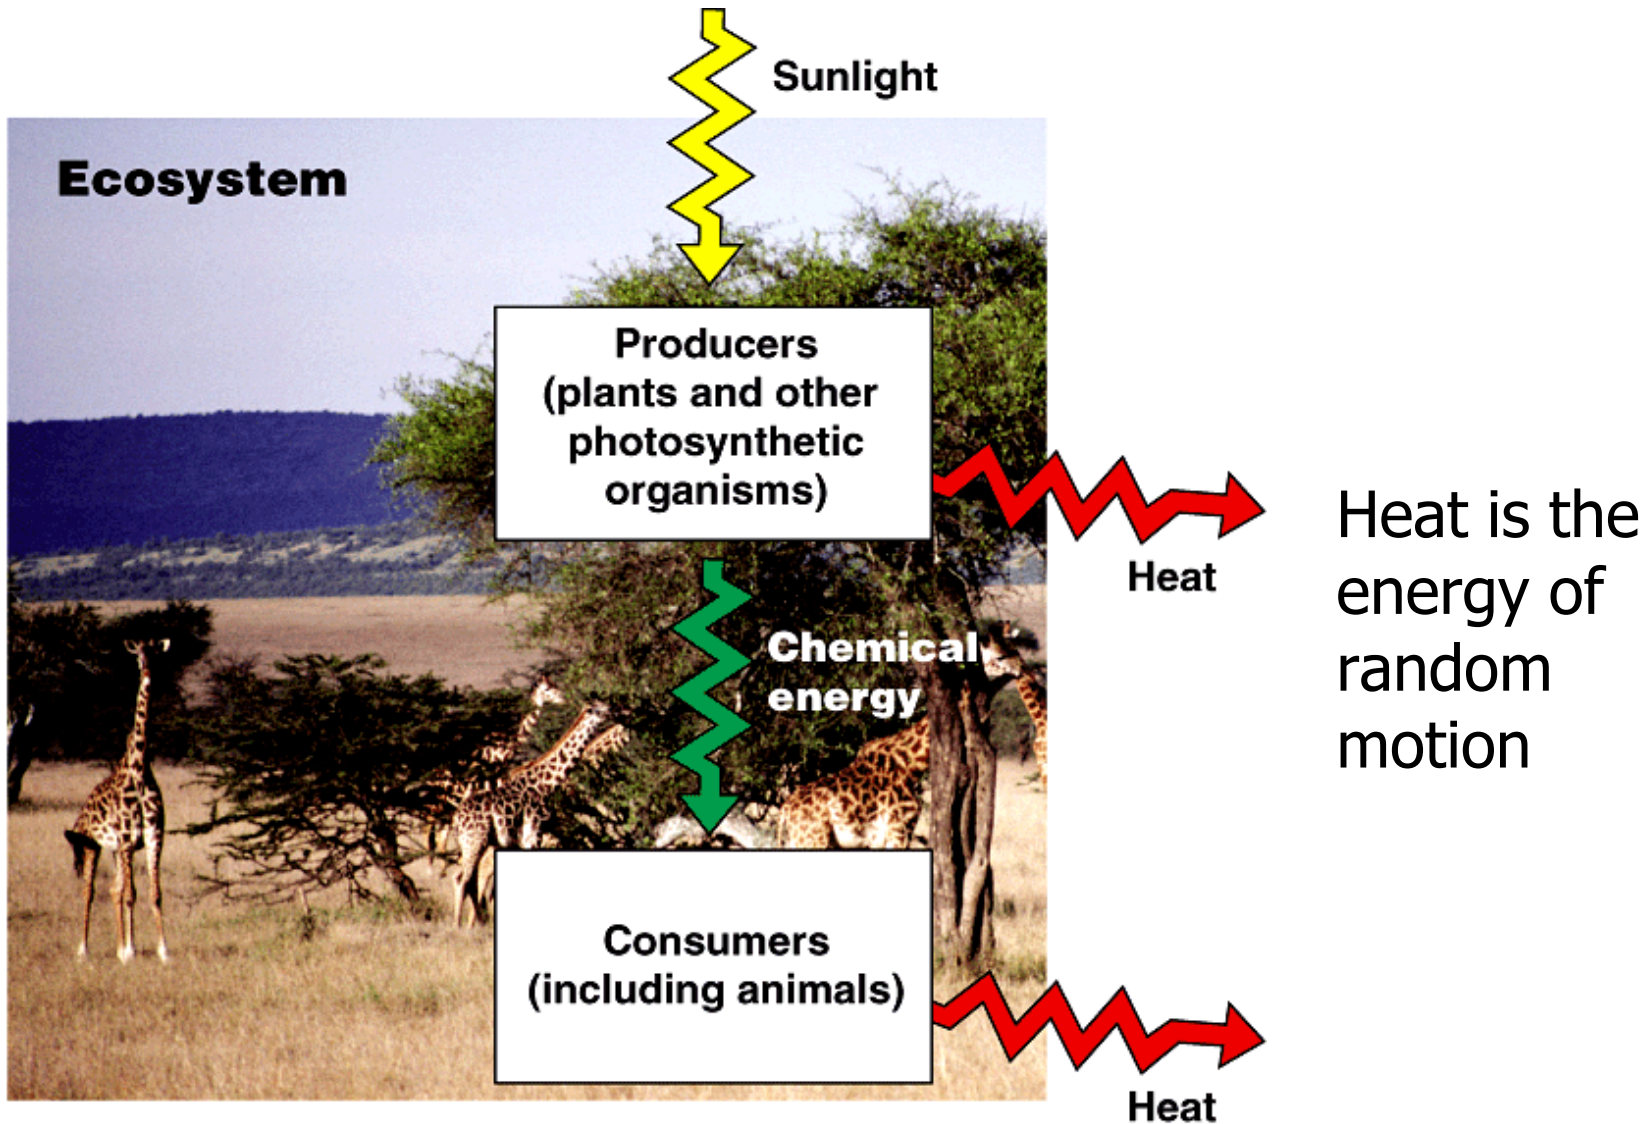 Sunlight
Ecosystem
Producers
(plants and other
photosynthetic
organisms)
Heat
Heat is the
energy of
random
motion
Chemical
energy
Consumers
(including animals)
Heat